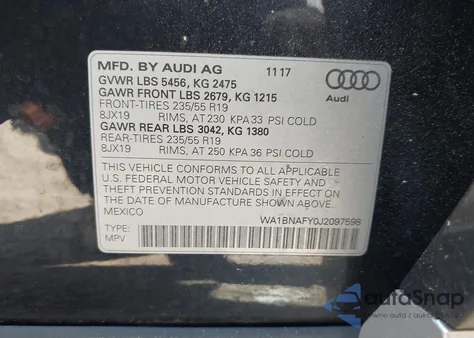 MFD. BY AUDI AG 11 17
GVWR LBS 5456, KG 2475
GAWR FRONT LBS 2679, KG 1215
FRONT-TIRES 235/55 R19
8JX19 RIMS, AT 230 KPA 33 PSI COLD
GAWR REAR LBS 3042, KG 1380
REAR-TIRES 235/55 R19
8JX19 RIMS, AT 250 KPA 36 PSI COLD
Audi
THIS VEHICLE CONFORMS TO ALL APPLICABLE
U.S. FEDERAL MOTOR VEHICLE SAFETY AND
THEFT PREVENTION STANDARDS IN EFFECT ON
THE DATE OF MANUFACTURE SHOWN ABOVE.
MEXICO
WA1BNAFY0J2097598
TYPE:
MPV
autoSnap